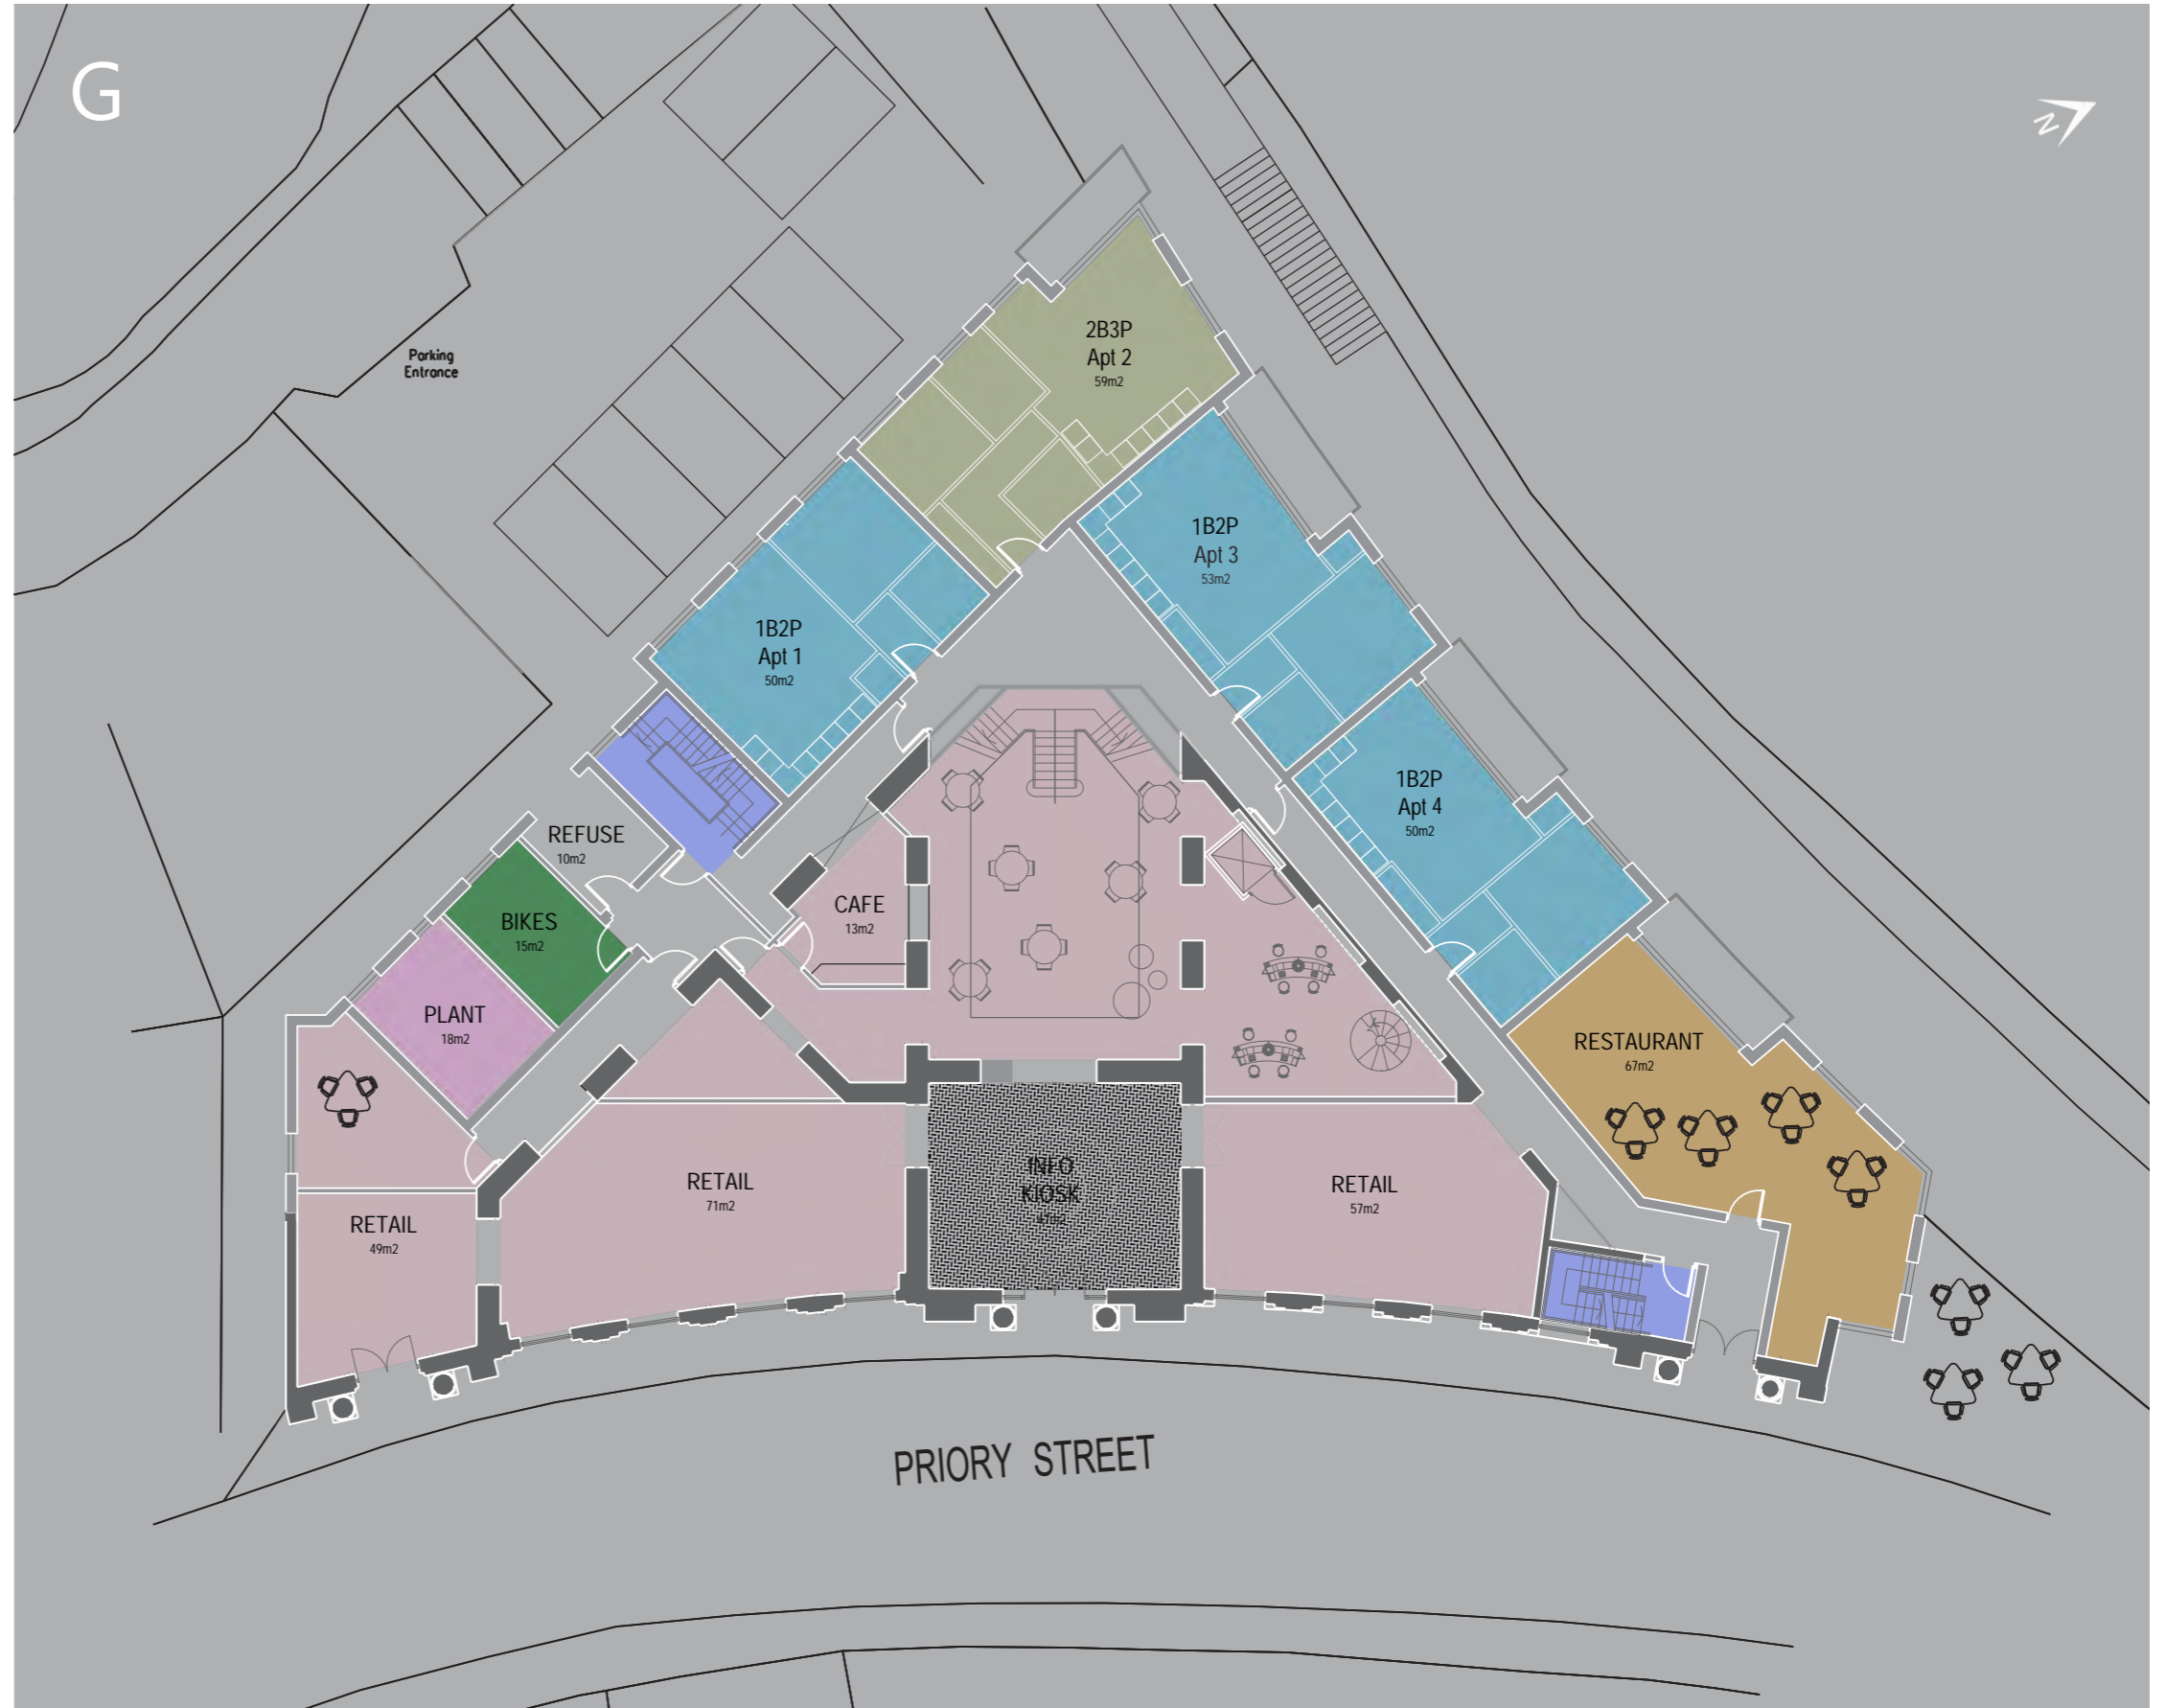 G
N
Parking
Entrance
2B3P
Apt 2
59m2
1B2P
Apt 3
53m2
1B2P
Apt 1
50m2
1B2P
Apt 4
50m2
REFUSE
10m2
BIKES
15m2
CAFE
13m2
PLANT
18m2
RESTAURANT
67m2
INFO
KIOSK
RETAIL
71m2
RETAIL
57m2
RETAIL
49m2
PRIORY STREET